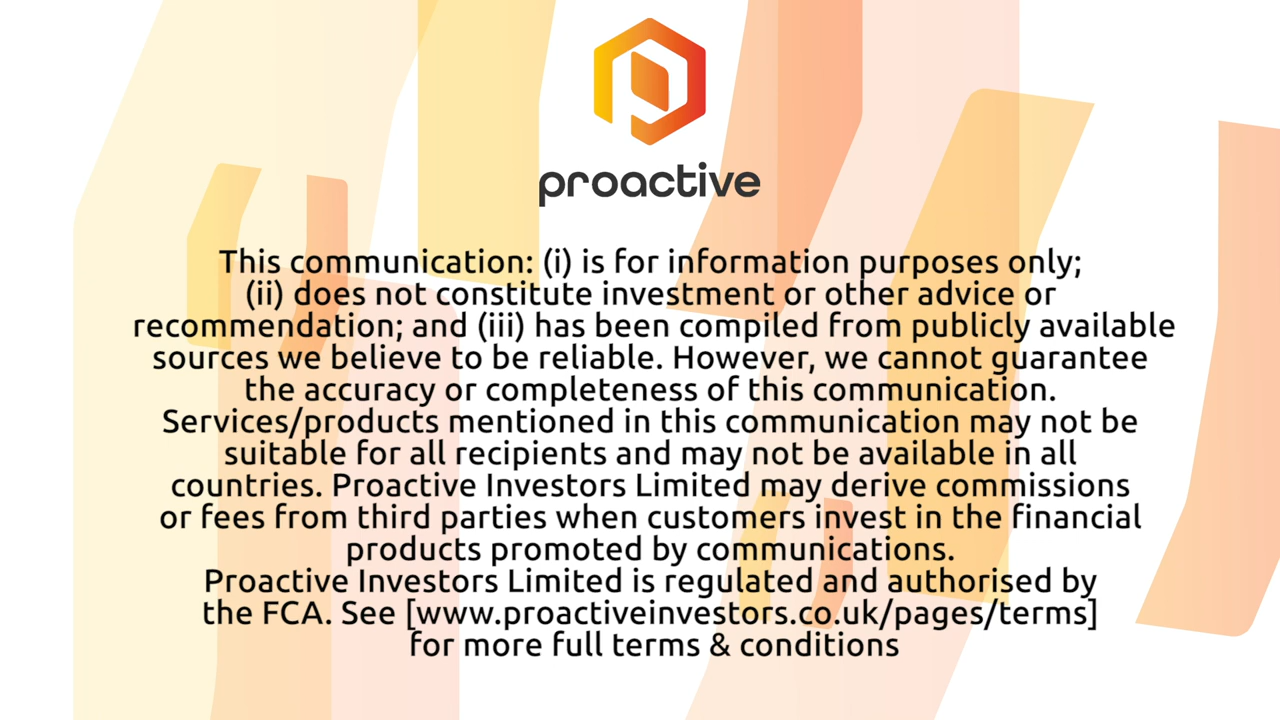 proactive
This communication: (i) is for information purposes only;
(ii) does not constitute investment or other advice or
recommendation; and (iii) has been compiled from publicly available
sources we believe to be reliable. However, we cannot guarantee
the accuracy or completeness of this communication.
Services/products mentioned in this communication may not be
suitable for all recipients and may not be available in all
countries. Proactive Investors Limited may derive commissions
or fees from third parties when customers invest in the financial
products promoted by communications.
Proactive Investors Limited is regulated and authorised by
the FCA. See [www.proactiveinvestors.co.uk/pages/terms]
for more full terms & conditions